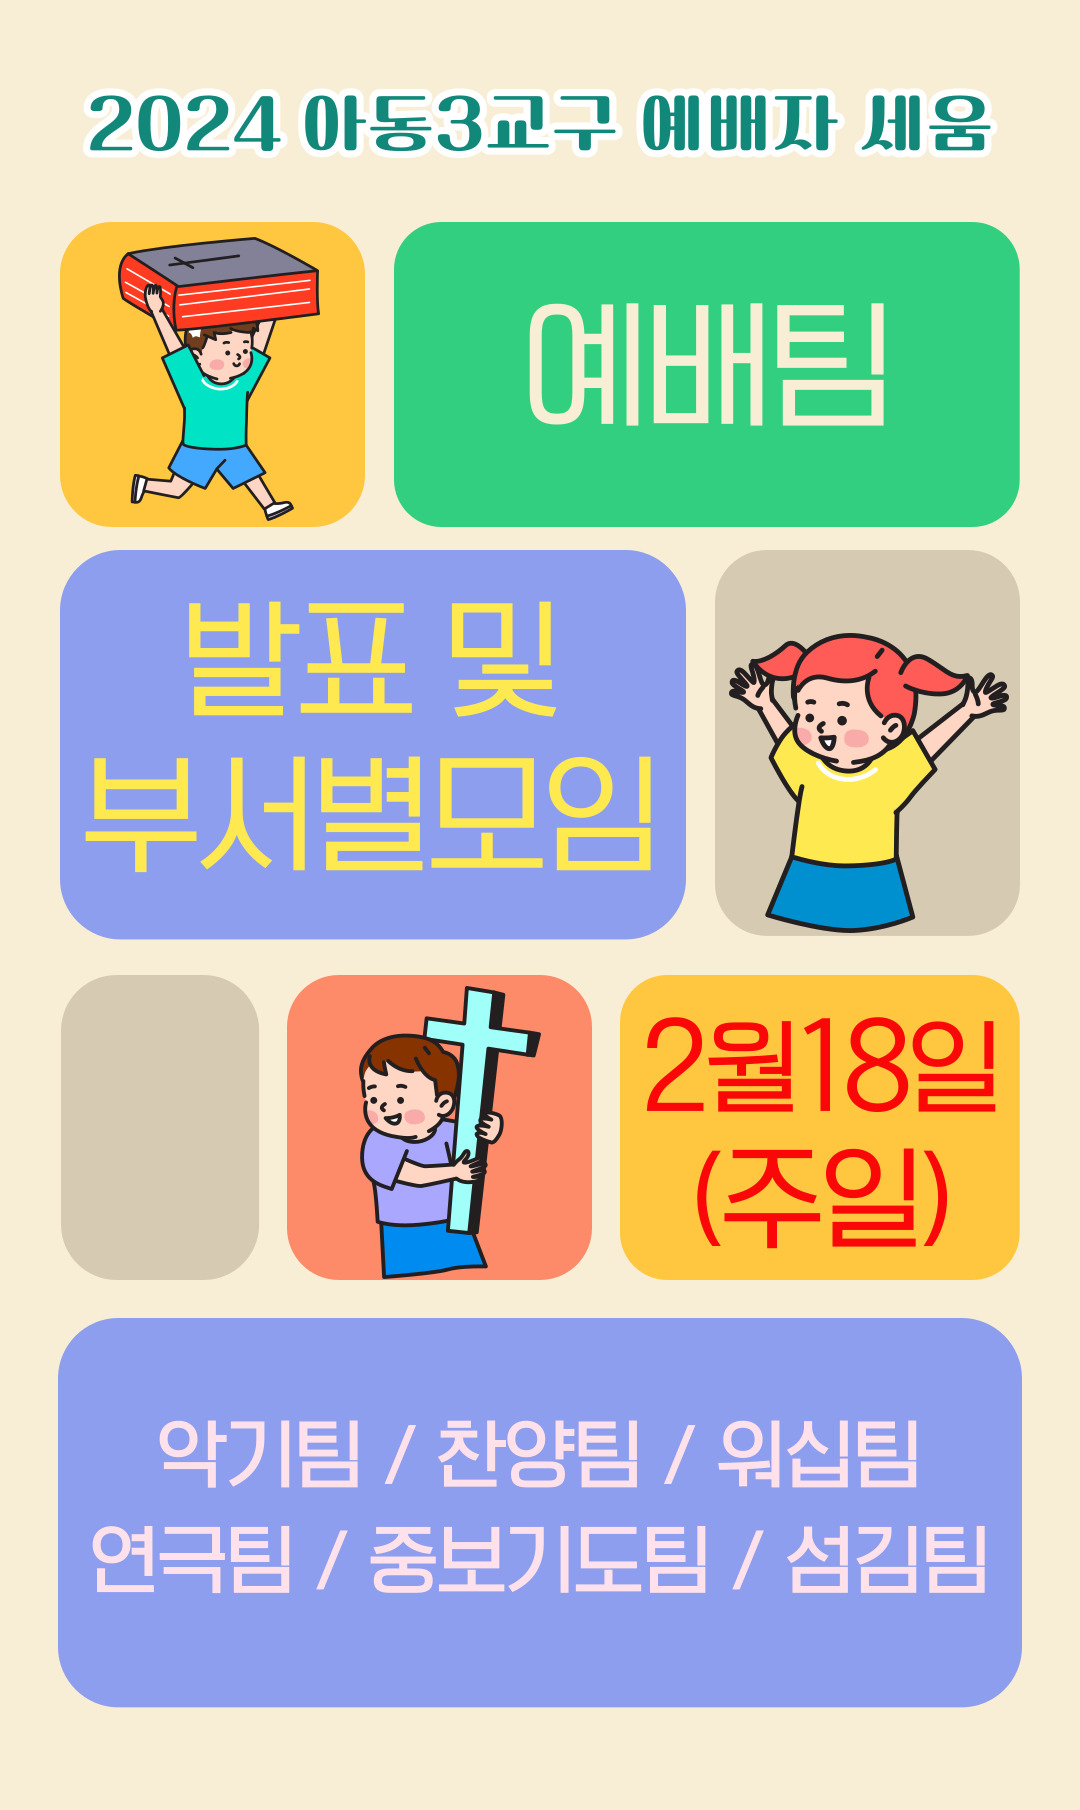 2024 아동3교구 예배자 세움
예배팀
발표 및
부서별모임
2월18일
(주일)
악기팀 / 찬양팀 / 워십팀
연극팀 / 중보기도팀 / 섬김팀